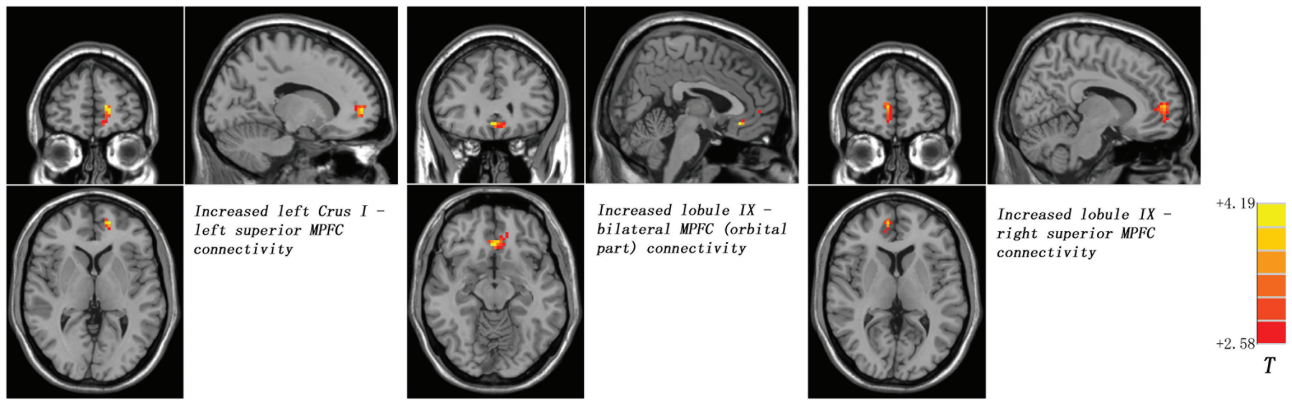 Increased left Crus I -
left superior MPFC
connectivity
Increased lobule IX -
bilateral MPFC (orbital
part) connectivity
Increased lobule IX -
right superior MPFC
connectivity
+4.19
+2.58
T